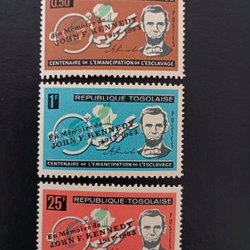 0,50
En Mémoire de
JOHN F. KENNEDY
1917-1963
CENTENAIRE DE L'EMANCIPATION DE L'ESCLAVAGE
1F
REPUBLIQUE TOGOLAISE
En Mémoire de
JOHN F. KENNEDY
1917-1963
CENTENAIRE DE L'EMANCIPATION DE L'ESCLAVAGE
25F
REPUBLIQUE TOGOLAISE
En Mémoire de
JOHN F. KENNEDY
1917-1963